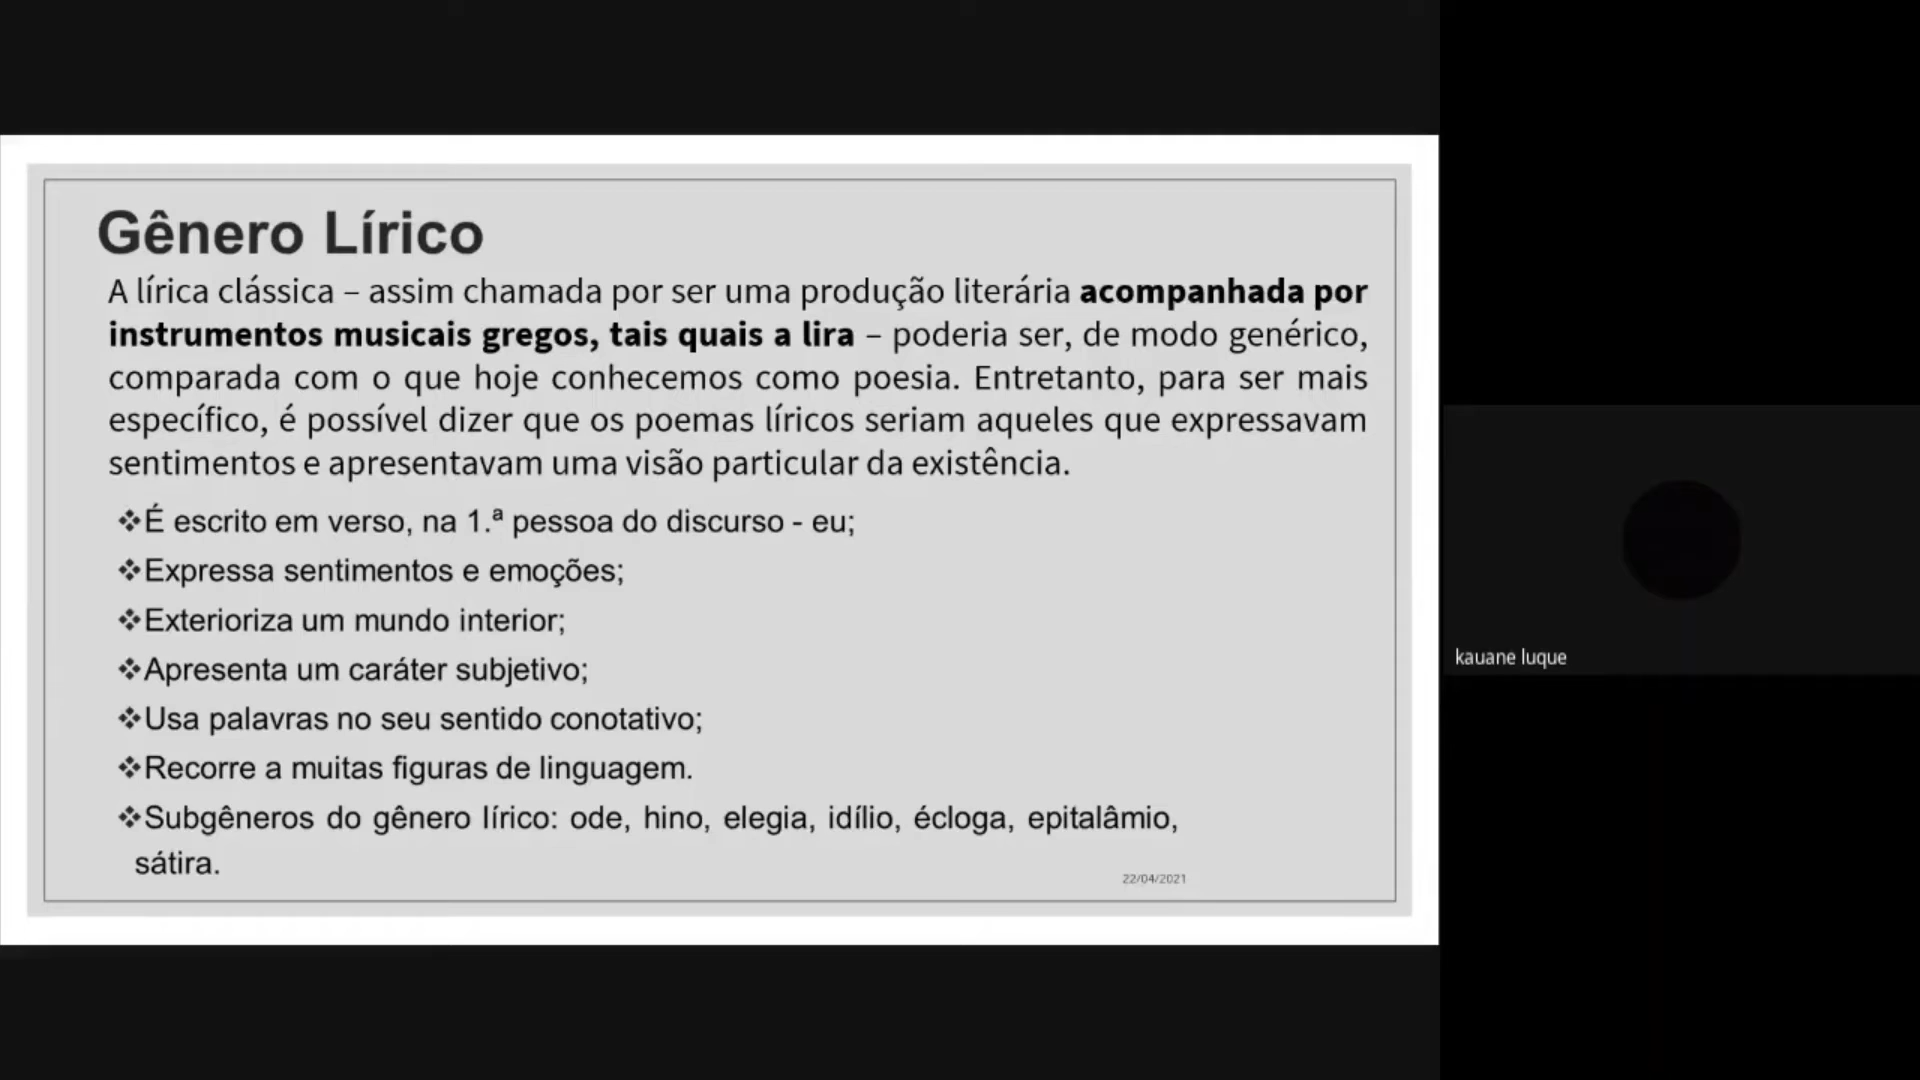 Gênero Lírico
A lírica clássica – assim chamada por ser uma produção literária acompanhada por
instrumentos musicais gregos, tais quais a lira – poderia ser, de modo genérico,
comparada com o que hoje conhecemos como poesia. Entretanto, para ser mais
específico, é possível dizer que os poemas líricos seriam aqueles que expressavam
sentimentos e apresentavam uma visão particular da existência.
❖É escrito em verso, na 1.ª pessoa do discurso - eu;
❖Expressa sentimentos e emoções;
❖Exterioriza um mundo interior;
❖Apresenta um caráter subjetivo;
❖Usa palavras no seu sentido conotativo;
❖Recorre a muitas figuras de linguagem.
❖Subgêneros do gênero lírico: ode, hino, elegia, idílio, écloga, epitalâmio,
sátira.
22/04/2021
kauane luque